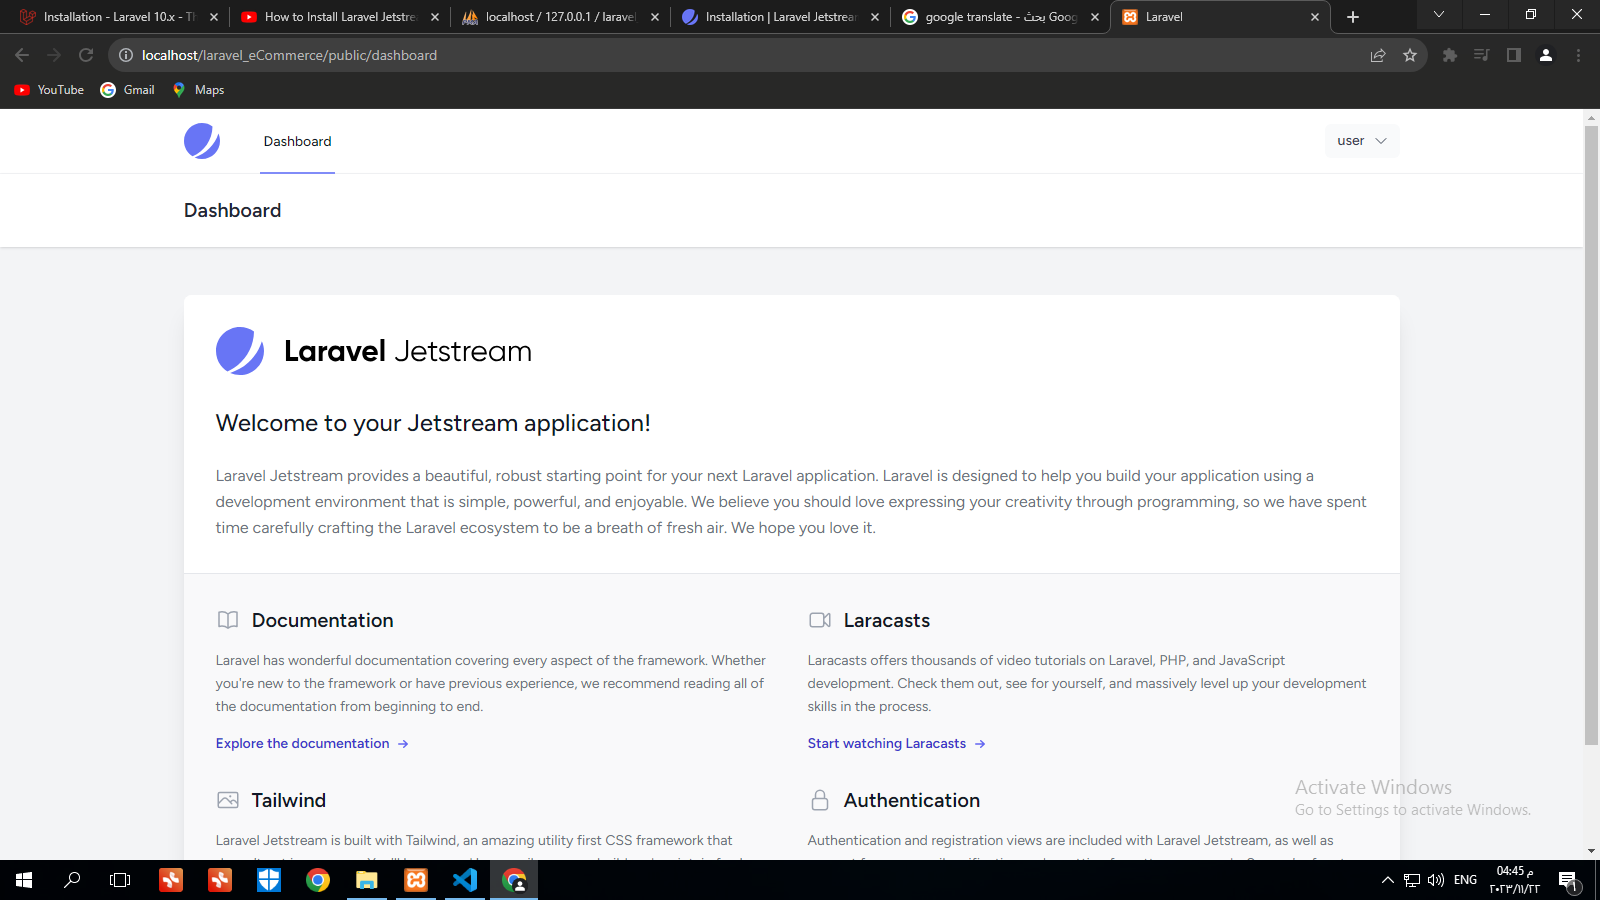 Installation - Laravel 10.x - Th
How to Install Laravel Jetstre
localhost / 127.0.0.1 / laravel
Installation | Laravel Jetstrea
google translate - بحث Goog
Laravel
localhost/laravel_eCommerce/public/dashboard
YouTube
Gmail
Maps
Dashboard
user
Dashboard
Laravel Jetstream
Welcome to your Jetstream application!
Laravel Jetstream provides a beautiful, robust starting point for your next Laravel application. Laravel is designed to help you build your application using a
development environment that is simple, powerful, and enjoyable. We believe you should love expressing your creativity through programming, so we have spent
time carefully crafting the Laravel ecosystem to be a breath of fresh air. We hope you love it.
Documentation
Laravel has wonderful documentation covering every aspect of the framework. Whether
you're new to the framework or have previous experience, we recommend reading all of
the documentation from beginning to end.
Explore the documentation →
Laracasts
Laracasts offers thousands of video tutorials on Laravel, PHP, and JavaScript
development. Check them out, see for yourself, and massively level up your development
skills in the process.
Start watching Laracasts →
Tailwind
Laravel Jetstream is built with Tailwind, an amazing utility first CSS framework that
Authentication
Authentication and registration views are included with Laravel Jetstream, as well as
Activate Windows
Go to Settings to activate Windows.
ENG
04:45 م
٢٠٢٣/١١/٢٢
1